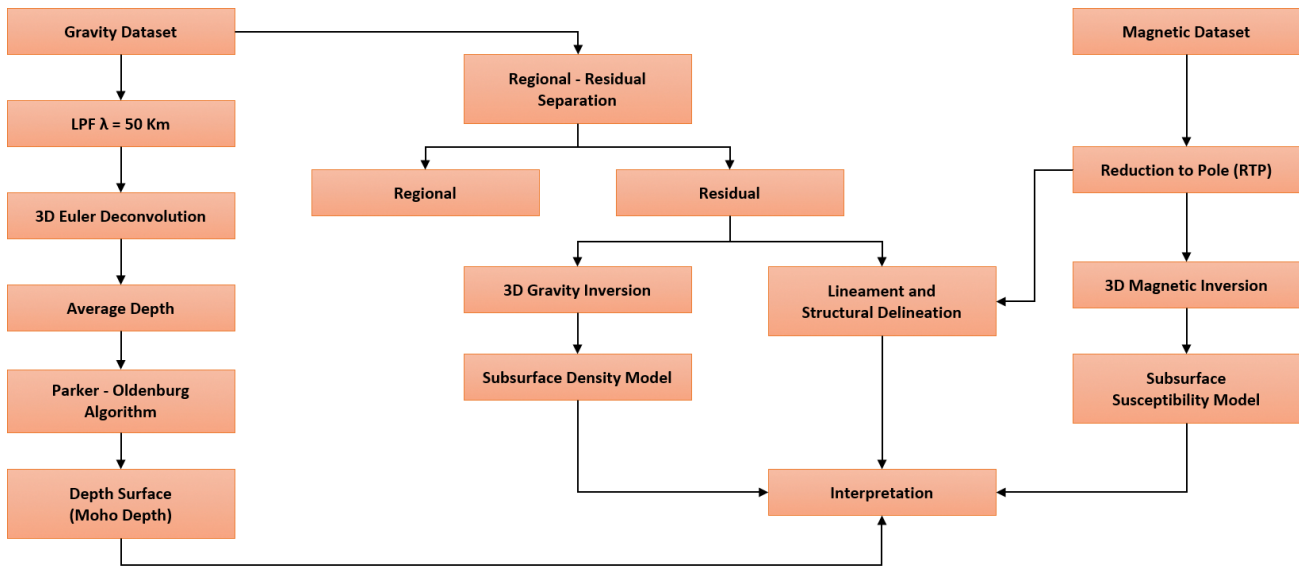 Gravity Dataset
Magnetic Dataset
Regional - Residual
Separation
LPF λ = 50 Km
Regional
Residual
Reduction to Pole (RTP)
3D Euler Deconvolution
3D Gravity Inversion
Lineament and
Structural Delineation
3D Magnetic Inversion
Average Depth
Subsurface Density Model
Subsurface
Susceptibility Model
Parker - Oldenburg
Algorithm
Depth Surface
(Moho Depth)
Interpretation